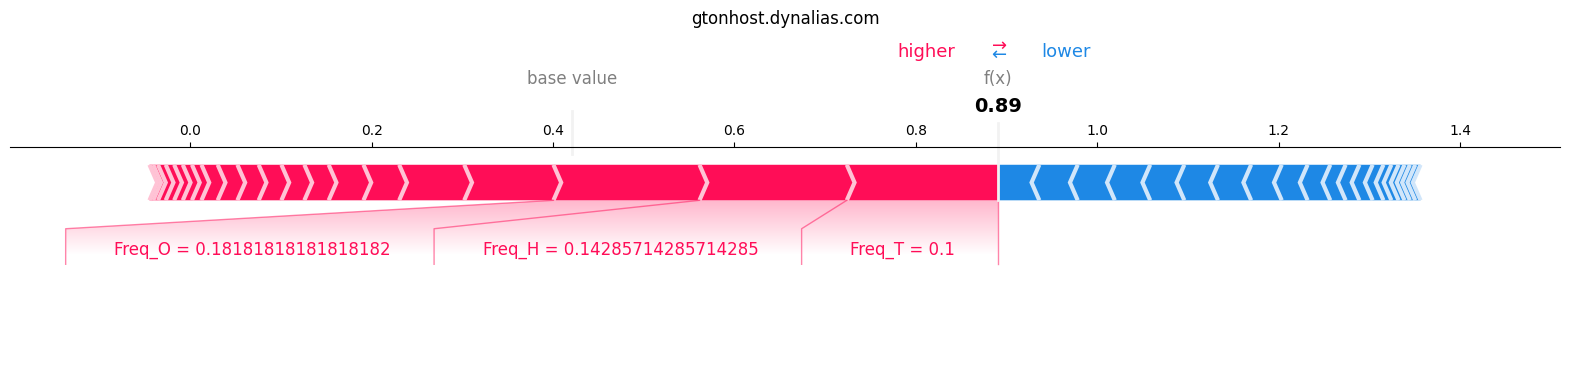 gtonhost.dynalias.com
higher ⇄ lower
base value f(x)
0.89
0.0 0.2 0.4 0.6 0.8 1.0 1.2 1.4
Freq_O = 0.18181818181818182 Freq_H = 0.14285714285714285 Freq_T = 0.1